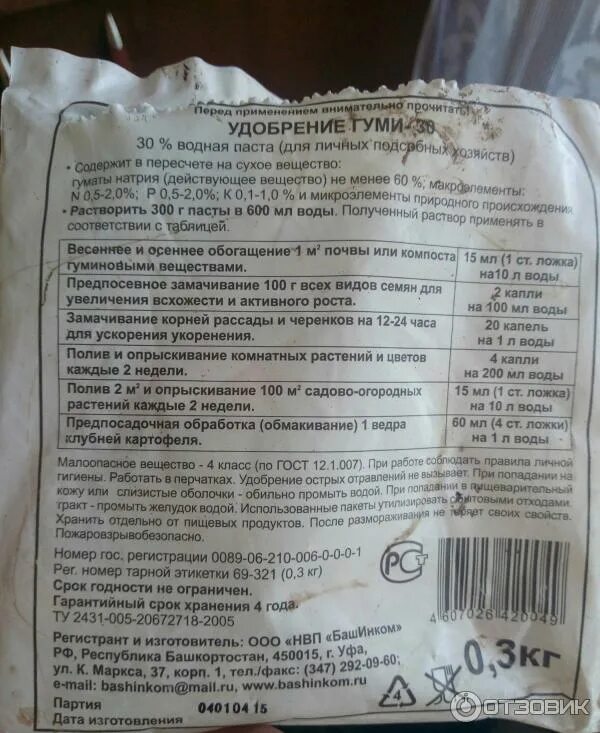 Перед применением внимательно прочитать!
УДОБРЕНИЕ ГУМИ- 30
30 % водная паста (для личных подсобных хозяйств)
• Содержит в пересчете на сухое вещество:
гуматы натрия (действующее вещество) не менее 60 %, макроэлементы:
N 0,5-2,0%; P 0,5-2,0%; K 0,1-1,0 % и микроэлементы природного происхождения
• Растворить 300 г пасты в 600 мл воды. Полученный раствор применять в
соответствии с таблицей.
Весеннее и осеннее обогащение 1 м² почвы или компоста
гуминовыми веществами.
15 мл (1 ст. ложка)
на10 л воды
Предпосевное замачивание 100 г всех видов семян для
увеличения всхожести и активного роста.
2 капли
на 100 мл воды
Замачивание корней рассады и черенков на 12-24 часа
для ускорения укоренения.
20 капель
на 1 л воды
Полив и опрыскивание комнатных растений и цветов
каждые 2 недели.
4 капли
на 200 мл воды
Полив 2 м² и опрыскивание 100 м² садово-огородных
растений каждые 2 недели.
15 мл (1 ст. ложка)
на 10 л воды
Предпосадочная обработка (обмакивание) 1 ведра
клубней картофеля.
60 мл (4 ст. ложки)
на 1 л воды
Малоопасное вещество - 4 класс (по ГОСТ 12.1.007). При работе соблюдать правила личной
гигиены. Работать в перчатках. Удобрение острых отравлений не вызывает. При попадании на
кожу или слизистые оболочки - обильно промыть водой. При попадании в пищеварительный
тракт - промыть желудок водой. Использованные пакеты утилизировать с бытовыми отходами.
Хранить отдельно от пищевых продуктов. После размораживания не теряет своих свойств.
Пожаровзрывобезопасно.
Номер гос. регистрации 0089-06-210-006-0-0-0-1
Рег. номер тарной этикетки 69-321 (0,3 кг)
Срок годности не ограничен.
Гарантийный срок хранения 4 года.
ТУ 2431-005-20672718-2005
РСТ
4607026420049
Регистрант и изготовитель: ООО «НВП «БашИнком»
РФ, Республика Башкортостан, 450015, г. Уфа,
ул. К. Маркса, 37, корп. 1, тел./факс: (347) 292-09-60;
e-mail: bashinkom@mail.ru, www.bashinkom.ru
0,3кг
4
Партия
Дата изготовления
040104 15
ОТЗОВИК